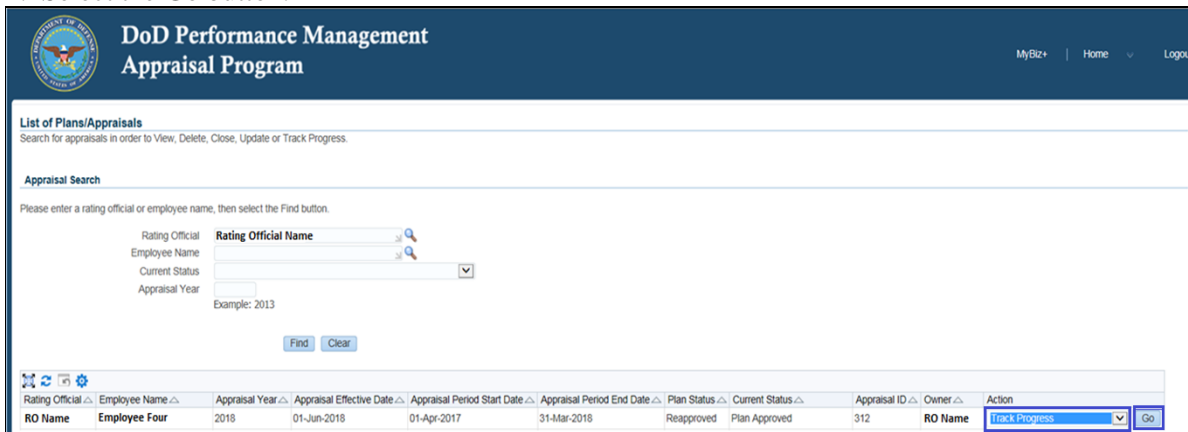 DoD Performance Management
Appraisal Program
MyBiz+ | Home Logou
List of Plans/Appraisals
Search for appraisals in order to View, Delete, Close, Update or Track Progress.
Appraisal Search
Please enter a rating official or employee name, then select the Find button.
Rating Official Rating Official Name
Employee Name
Current Status
Appraisal Year
Example: 2013
Find Clear
Rating Official Employee Name Appraisal Year Appraisal Effective Date Appraisal Period Start Date Appraisal Period End Date Plan Status Current Status Appraisal ID Owner Action
RO Name Employee Four 2018 01-Jun-2018 01-Apr-2017 31-Mar-2018 Reapproved Plan Approved 312 RO Name Track Progress Go